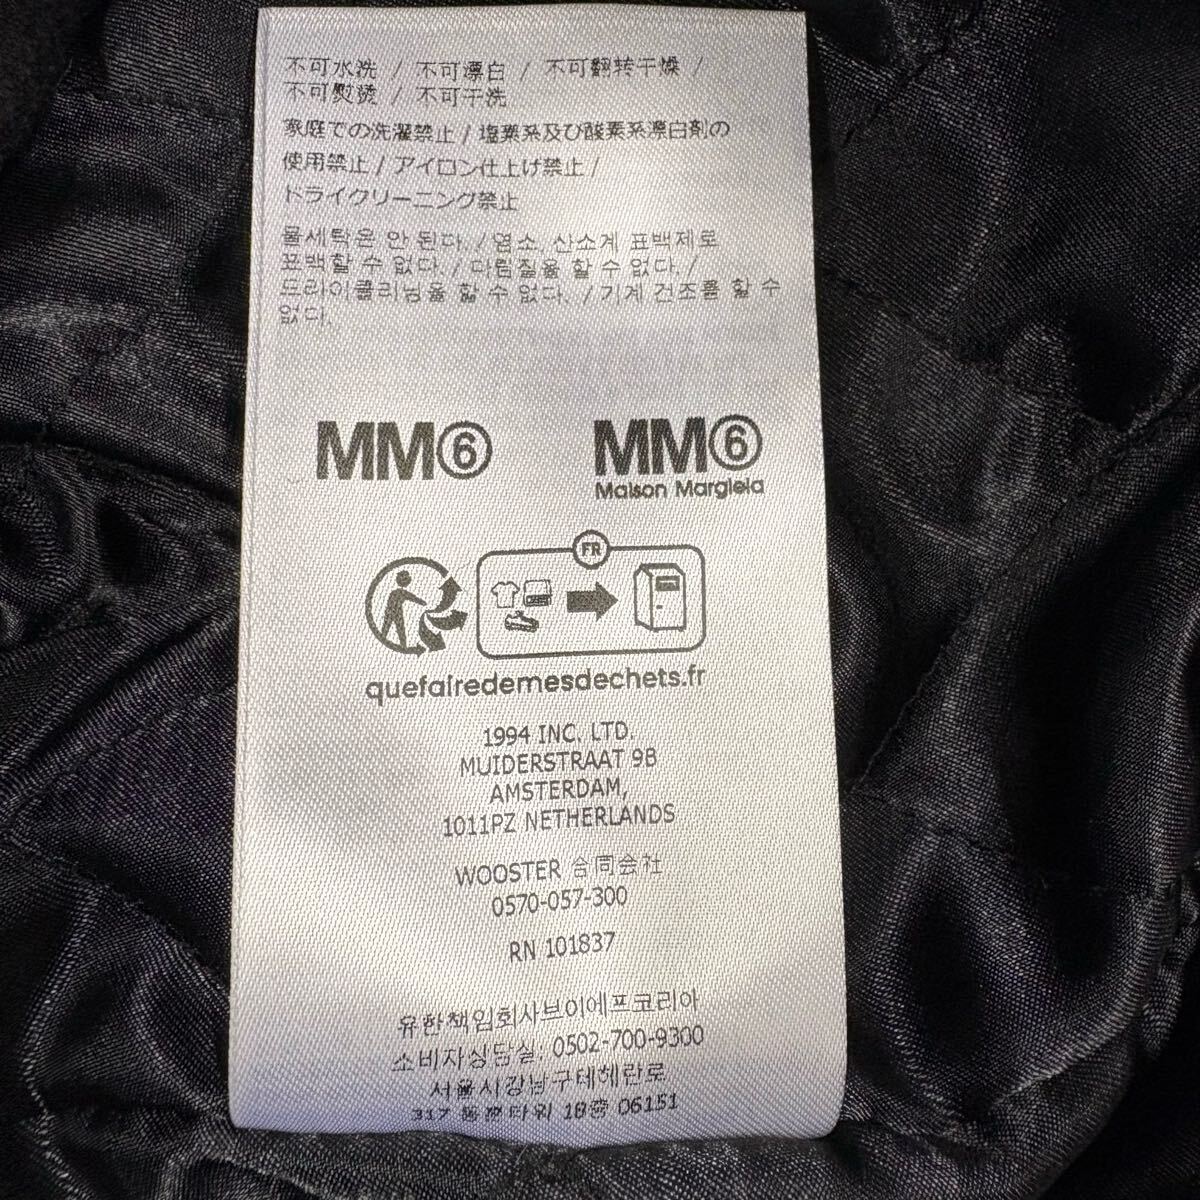 不可水洗 / 不可漂白 / 不可翻转干燥 /
不可熨烫 / 不可干洗
家庭での洗濯禁止 / 塩素系及び酸素系漂白剤の
使用禁止 / アイロン仕上げ禁止 /
ドライクリーニング禁止
물세탁은 안 된다. / 염소, 산소계 표백제로
표백할 수 없다. / 다림질을 할 수 없다. /
드라이클리닝을 할 수 없다. / 기계 건조를 할 수
없다.
MM⑥ MM⑥
Maison Margiela
FR
quefairedemesdechets.fr
1994 INC. LTD.
MUIDERSTRAAT 9B
AMSTERDAM,
1011PZ NETHERLANDS
WOOSTER 合同会社
0570-057-300
RN 101837
유한책임회사브이에프코리아
소비자상담실: 0502-700-9300
서울시강남구테헤란로
317 동훈타워 18층 06151